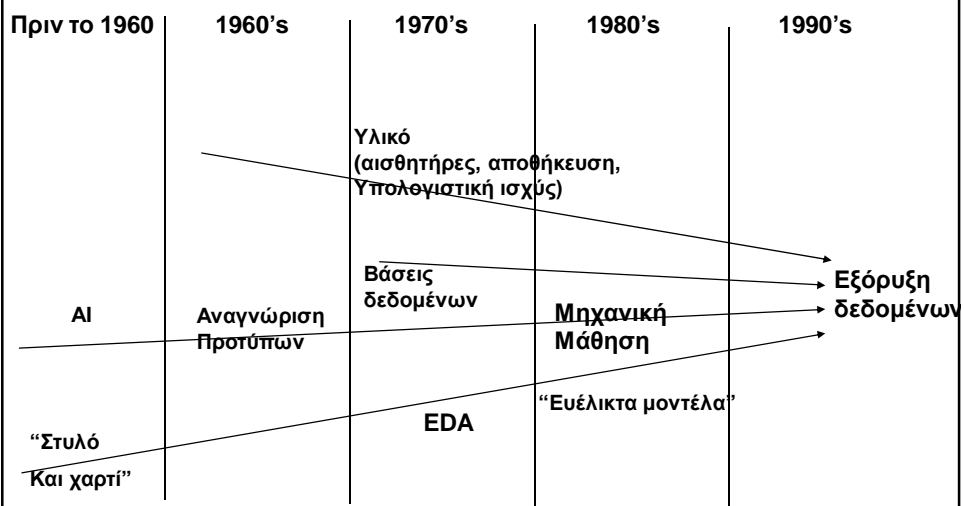 Πριν το 1960
1960's
1970's
1980's
1990's
Υλικό
(αισθητήρες, αποθήκευση,
Υπολογιστική ισχύς)
Βάσεις
δεδομένων
Εξόρυξη
δεδομένων
AI
Αναγνώριση
Προτύπων
Μηχανική
Μάθηση
“Ευέλικτα μοντέλα”
EDA
“Στυλό
Και χαρτί”